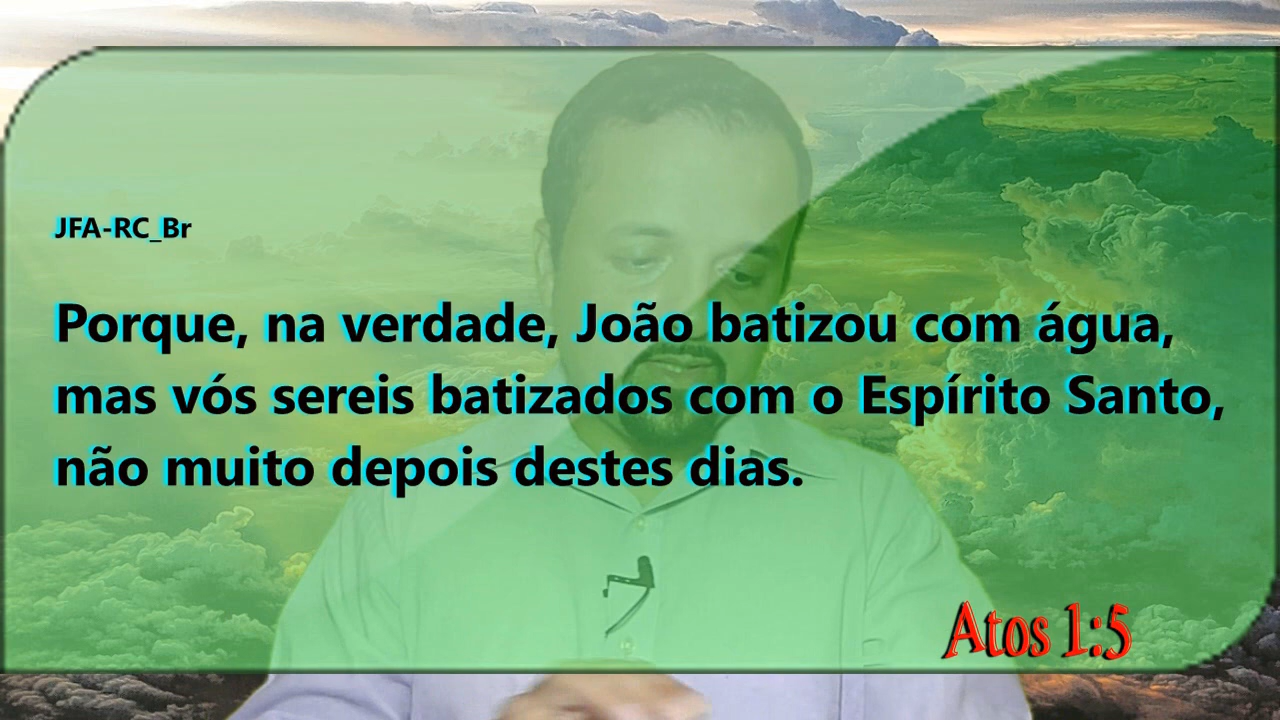 JFA-RC_Br
Porque, na verdade, João batizou com água,
mas vós sereis batizados com o Espírito Santo,
não muito depois destes dias.
Atos 1:5